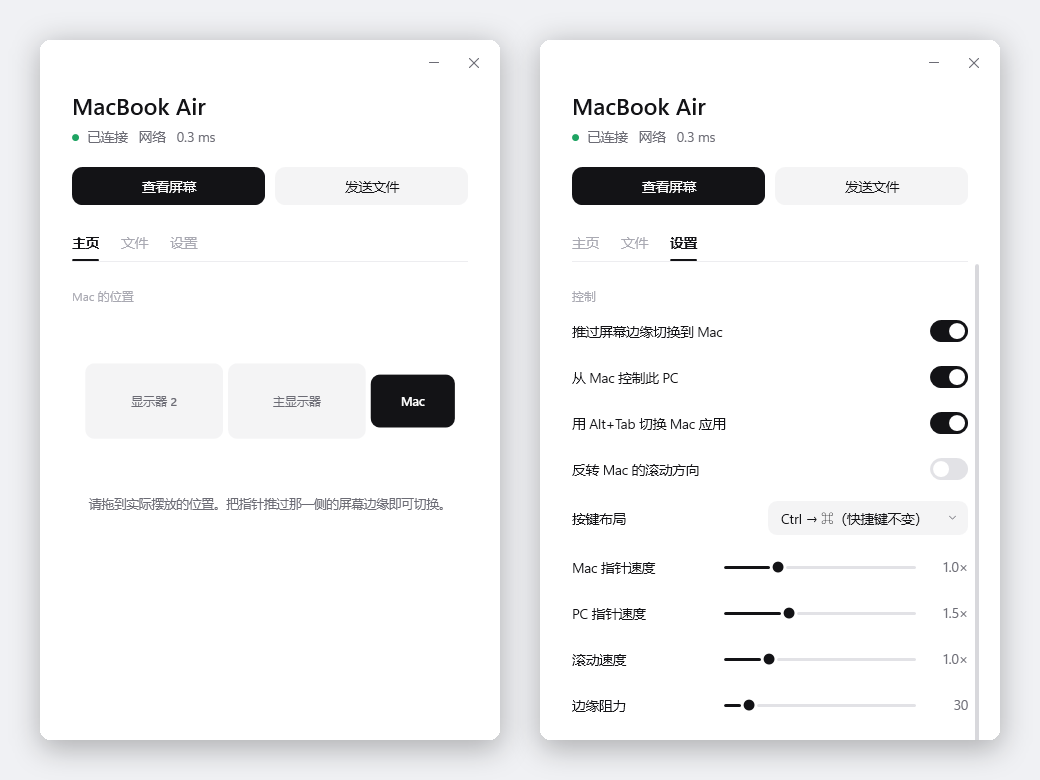 MacBook Air
已连接 网络 0.3 ms
查看屏幕 发送文件
主页 文件 设置
Mac 的位置
显示器 2 主显示器 Mac
请拖到实际摆放的位置。把指针推过那一侧的屏幕边缘即可切换。
MacBook Air
已连接 网络 0.3 ms
查看屏幕 发送文件
主页 文件 设置
控制
推过屏幕边缘切换到 Mac
从 Mac 控制此 PC
用 Alt+Tab 切换 Mac 应用
反转 Mac 的滚动方向
按键布局 Ctrl → ⌘（快捷键不变）
Mac 指针速度 1.0×
PC 指针速度 1.5×
滚动速度 1.0×
边缘阻力 30